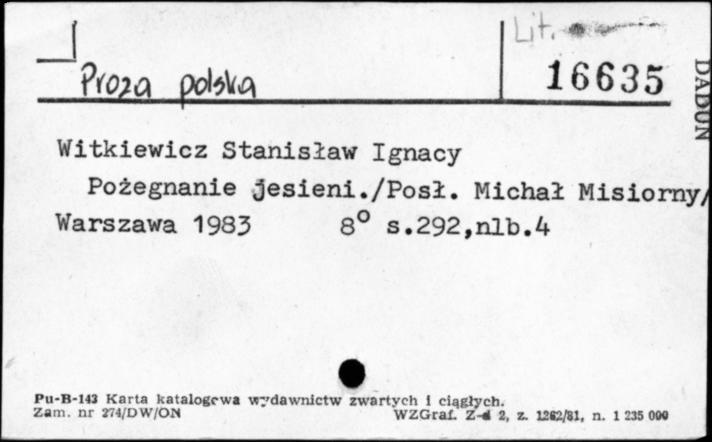 Lit.
Proza polska
16635
DABUN
Witkiewicz Stanisław Ignacy
Pożegnanie jesieni./Posł. Michał Misiorny/
Warszawa 1983 8° s.292,nlb.4
Pu-B-143 Karta katalogowa wydawnictw zwartych i ciągłych.
Zam. nr 274/DW/ON
WZGraf. Z-d 2, z. 1262/81, n. 1 235 000